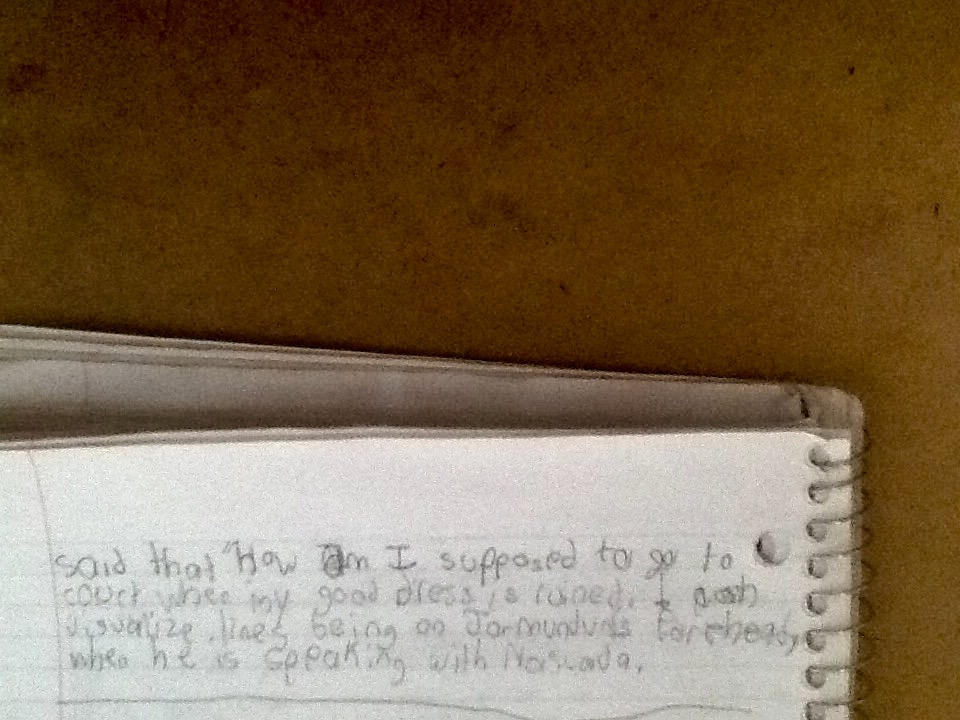 said that "How am I supposed to go to
court when my good dress is ruined. I
visualize lines being on Jormunduns forehead,
when he is speaking with Nasuada.